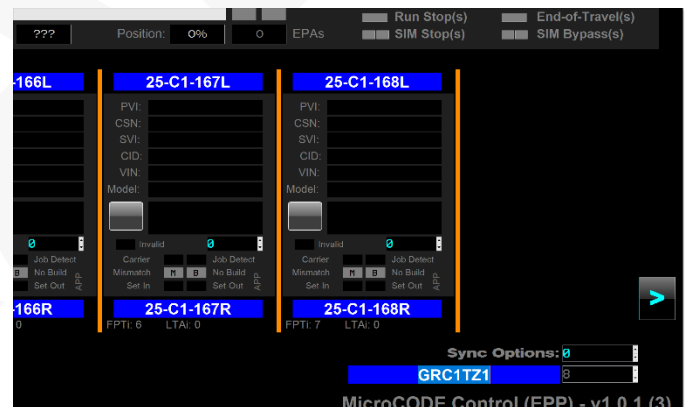 Run Stop(s) End-of-Travel(s)
??? Position: 0% 0 EPAs SIM Stop(s) SIM Bypass(s)
-166L 25-C1-167L 25-C1-168L
PVI: PVI:
CSN: CSN:
SVI: SVI:
CID: CID:
VIN: VIN:
Model: Model:
0 Invalid 0 Invalid 0
Job Detect Carrier Job Detect Carrier Job Detect
B No Build APP Mismatch M B No Build APP Mismatch M B No Build APP
Set Out Set In Set Out Set In Set Out
-166R 25-C1-167R 25-C1-168R
0 FPTi: 6 LTAi: 0 FPTi: 7 LTAi: 0
>
Sync Options: 0
GRC1TZ1 8
MicroCODE Control (EPP) - v1.0.1 (3)